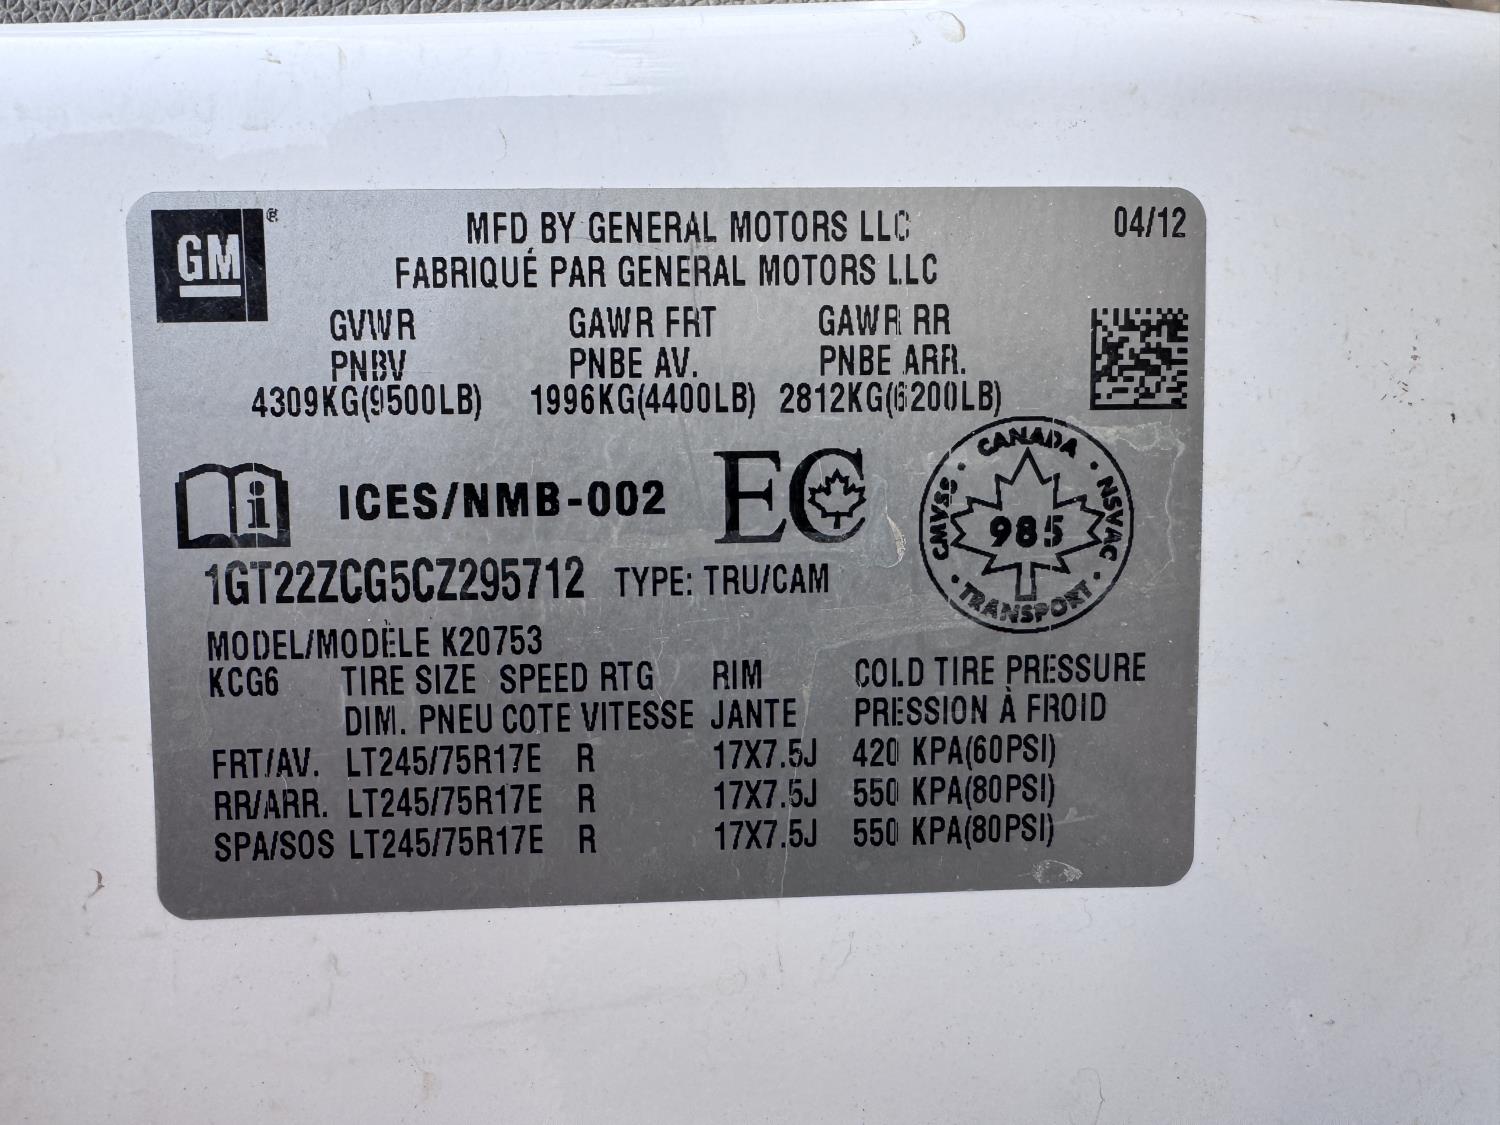 GM®
MFD BY GENERAL MOTORS LLC
04/12
FABRIQUÉ PAR GENERAL MOTORS LLC
GVWR GAWR FRT GAWR RR
PNBV PNBE AV. PNBE ARR.
4309KG(9500LB) 1996KG(4400LB) 2812KG(6200LB)
i ICES/NMB-002 EC
CANADA
CMVSS 985 NSVAC
TRANSPORT
1GT22ZCG5CZ295712 TYPE: TRU/CAM
MODEL/MODÈLE K20753
KCG6 TIRE SIZE SPEED RTG RIM COLD TIRE PRESSURE
DIM. PNEU COTE VITESSE JANTE PRESSION À FROID
FRT/AV. LT245/75R17E R 17X7.5J 420 KPA(60PSI)
RR/ARR. LT245/75R17E R 17X7.5J 550 KPA(80PSI)
SPA/SOS LT245/75R17E R 17X7.5J 550 KPA(80PSI)